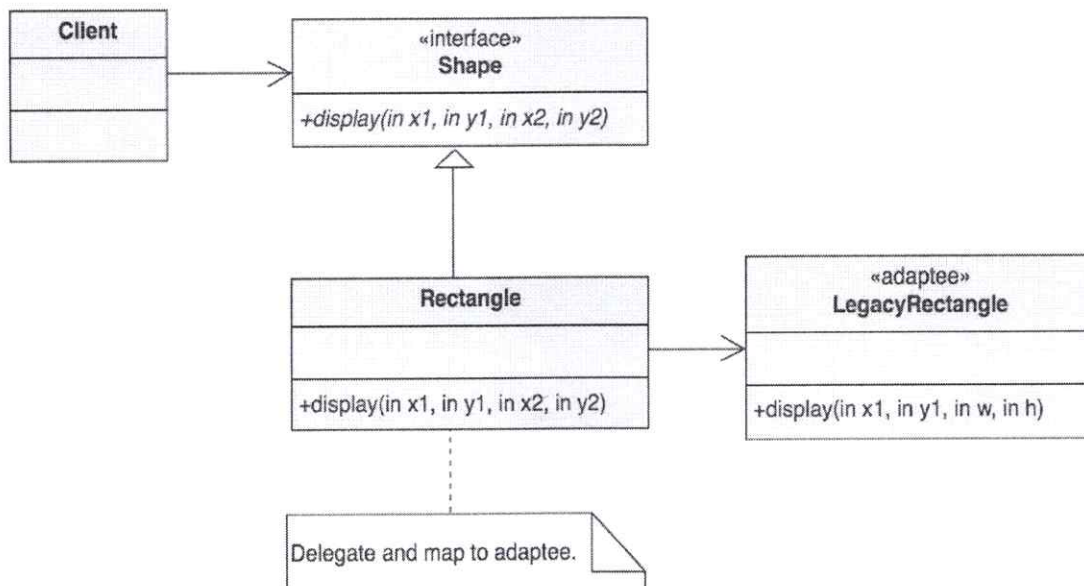 Client
«interface»
Shape
+display(in x1, in y1, in x2, in y2)
Rectangle
+display(in x1, in y1, in x2, in y2)
«adaptee»
LegacyRectangle
+display(in x1, in y1, in w, in h)
Delegate and map to adaptee.